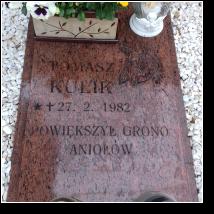 TOMASZ
KULIK
★ ✝ 27. 2. 1982
POWIĘKSZYŁ GRONO
ANIOŁÓW